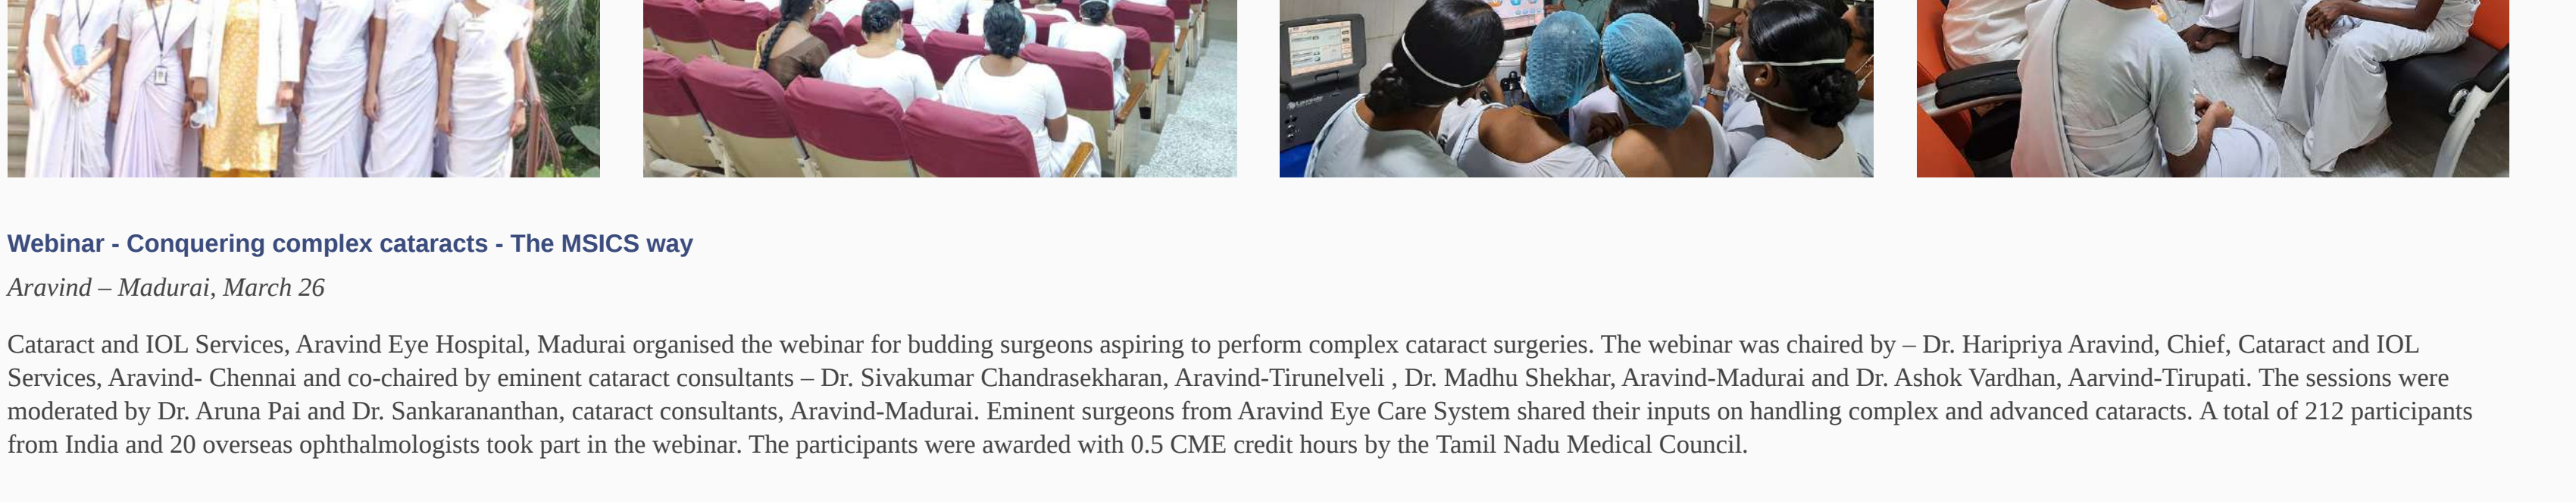 Webinar - Conquering complex cataracts - The MSICS way
Aravind – Madurai, March 26
Cataract and IOL Services, Aravind Eye Hospital, Madurai organised the webinar for budding surgeons aspiring to perform complex cataract surgeries. The webinar was chaired by – Dr. Haripriya Aravind, Chief, Cataract and IOL
Services, Aravind- Chennai and co-chaired by eminent cataract consultants – Dr. Sivakumar Chandrasekharan, Aravind-Tirunelveli , Dr. Madhu Shekhar, Aravind-Madurai and Dr. Ashok Vardhan, Aarvind-Tirupati. The sessions were
moderated by Dr. Aruna Pai and Dr. Sankarananthan, cataract consultants, Aravind-Madurai. Eminent surgeons from Aravind Eye Care System shared their inputs on handling complex and advanced cataracts. A total of 212 participants
from India and 20 overseas ophthalmologists took part in the webinar. The participants were awarded with 0.5 CME credit hours by the Tamil Nadu Medical Council.